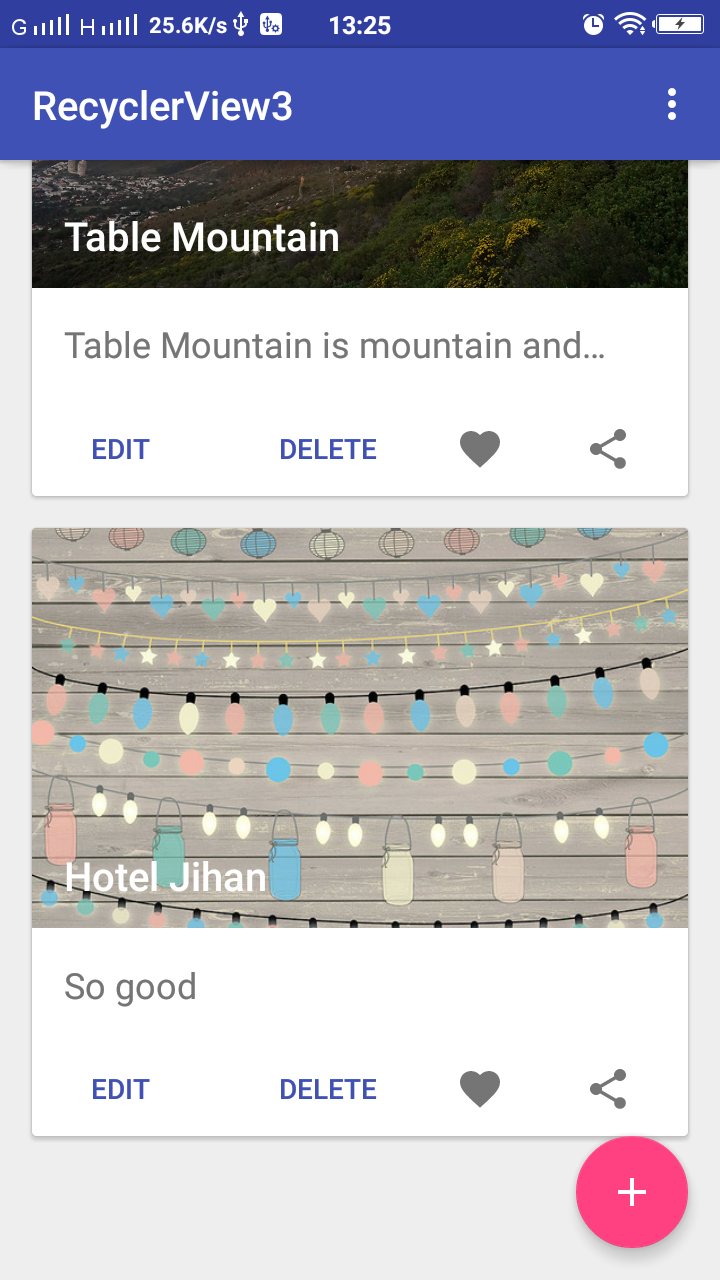 G H 25.6K/s 13:25
RecyclerView3
Table Mountain
Table Mountain is mountain and...
EDIT DELETE
Hotel Jihan
So good
EDIT DELETE